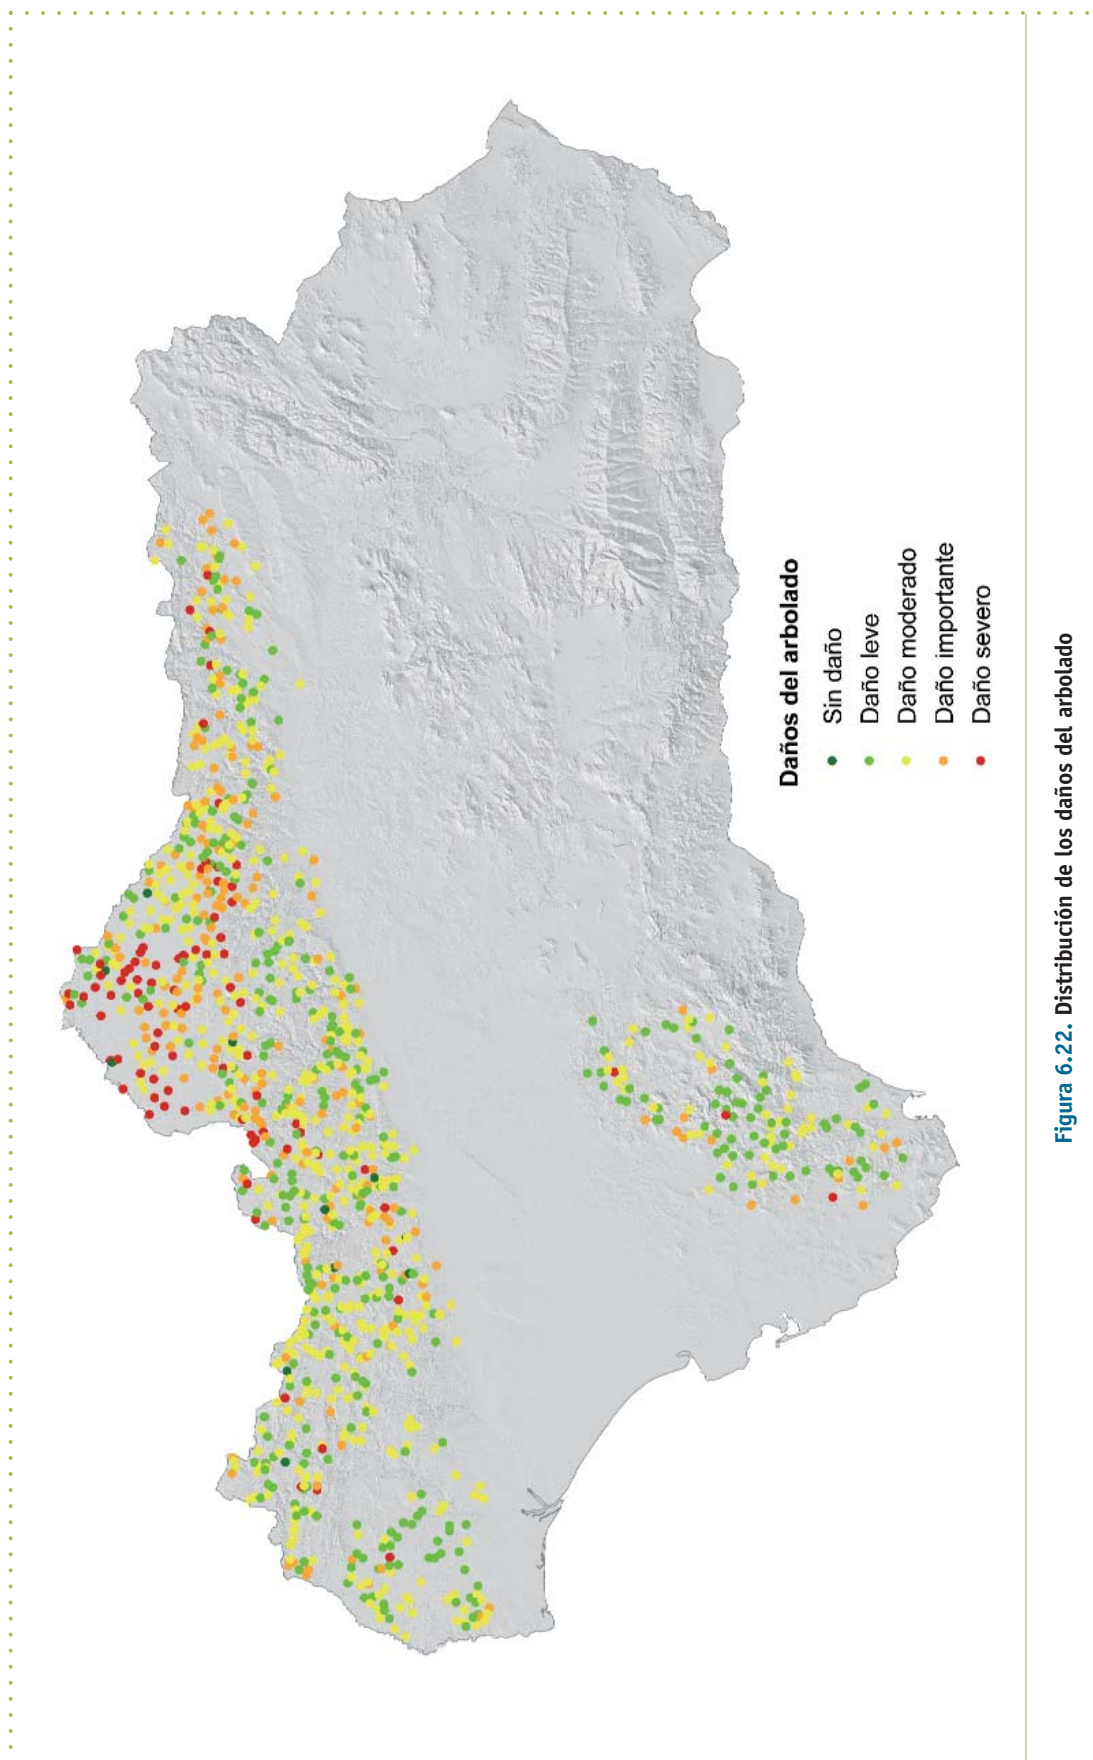 Daños del arbolado
Sin daño
Daño leve
Daño moderado
Daño importante
Daño severo
Figura 6.22. Distribución de los daños del arbolado